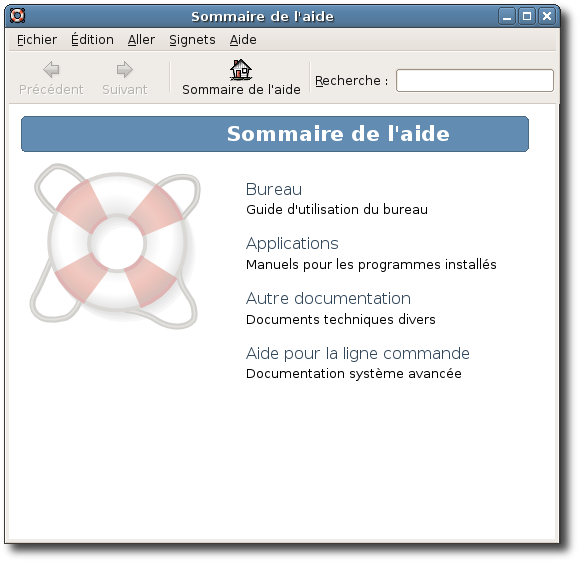 Sommaire de l'aide
Fichier Édition Aller Signets Aide
Précédent Suivant Sommaire de l'aide Recherche :
Sommaire de l'aide
Bureau
Guide d'utilisation du bureau
Applications
Manuels pour les programmes installés
Autre documentation
Documents techniques divers
Aide pour la ligne commande
Documentation système avancée